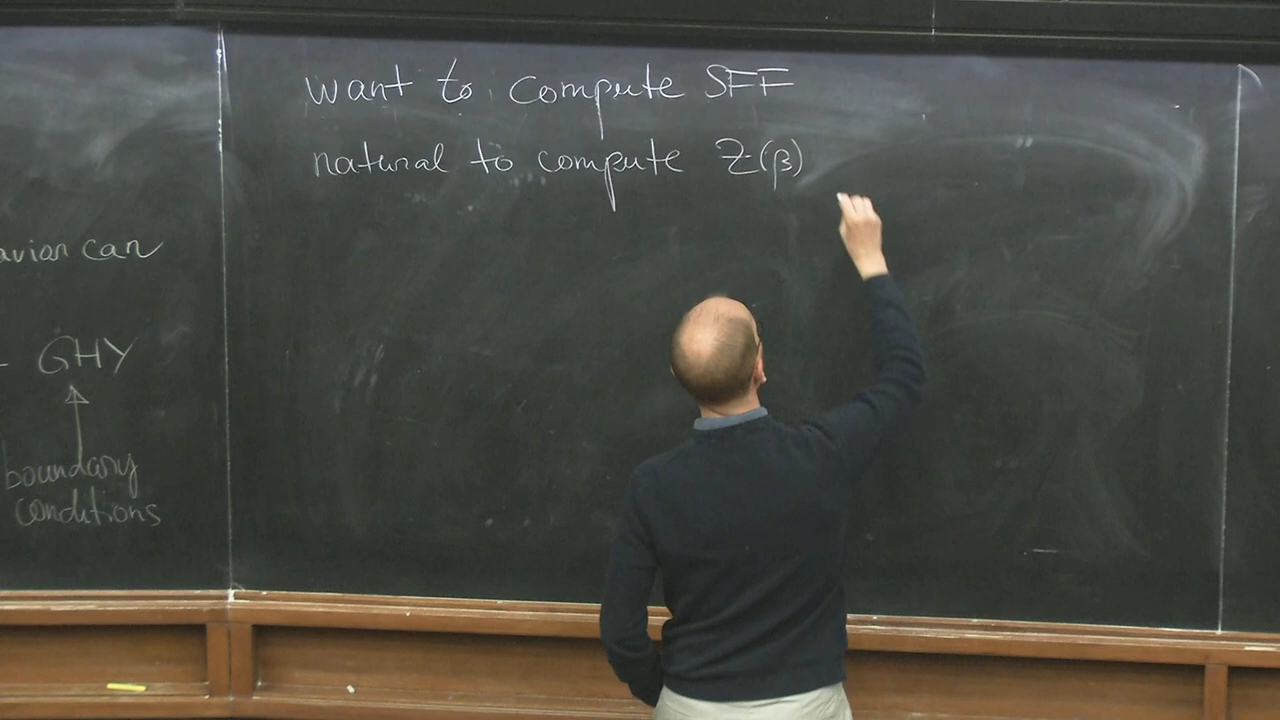 want to compute SFF
natural to compute Z(β)
avior can
- GHY
boundary
conditions